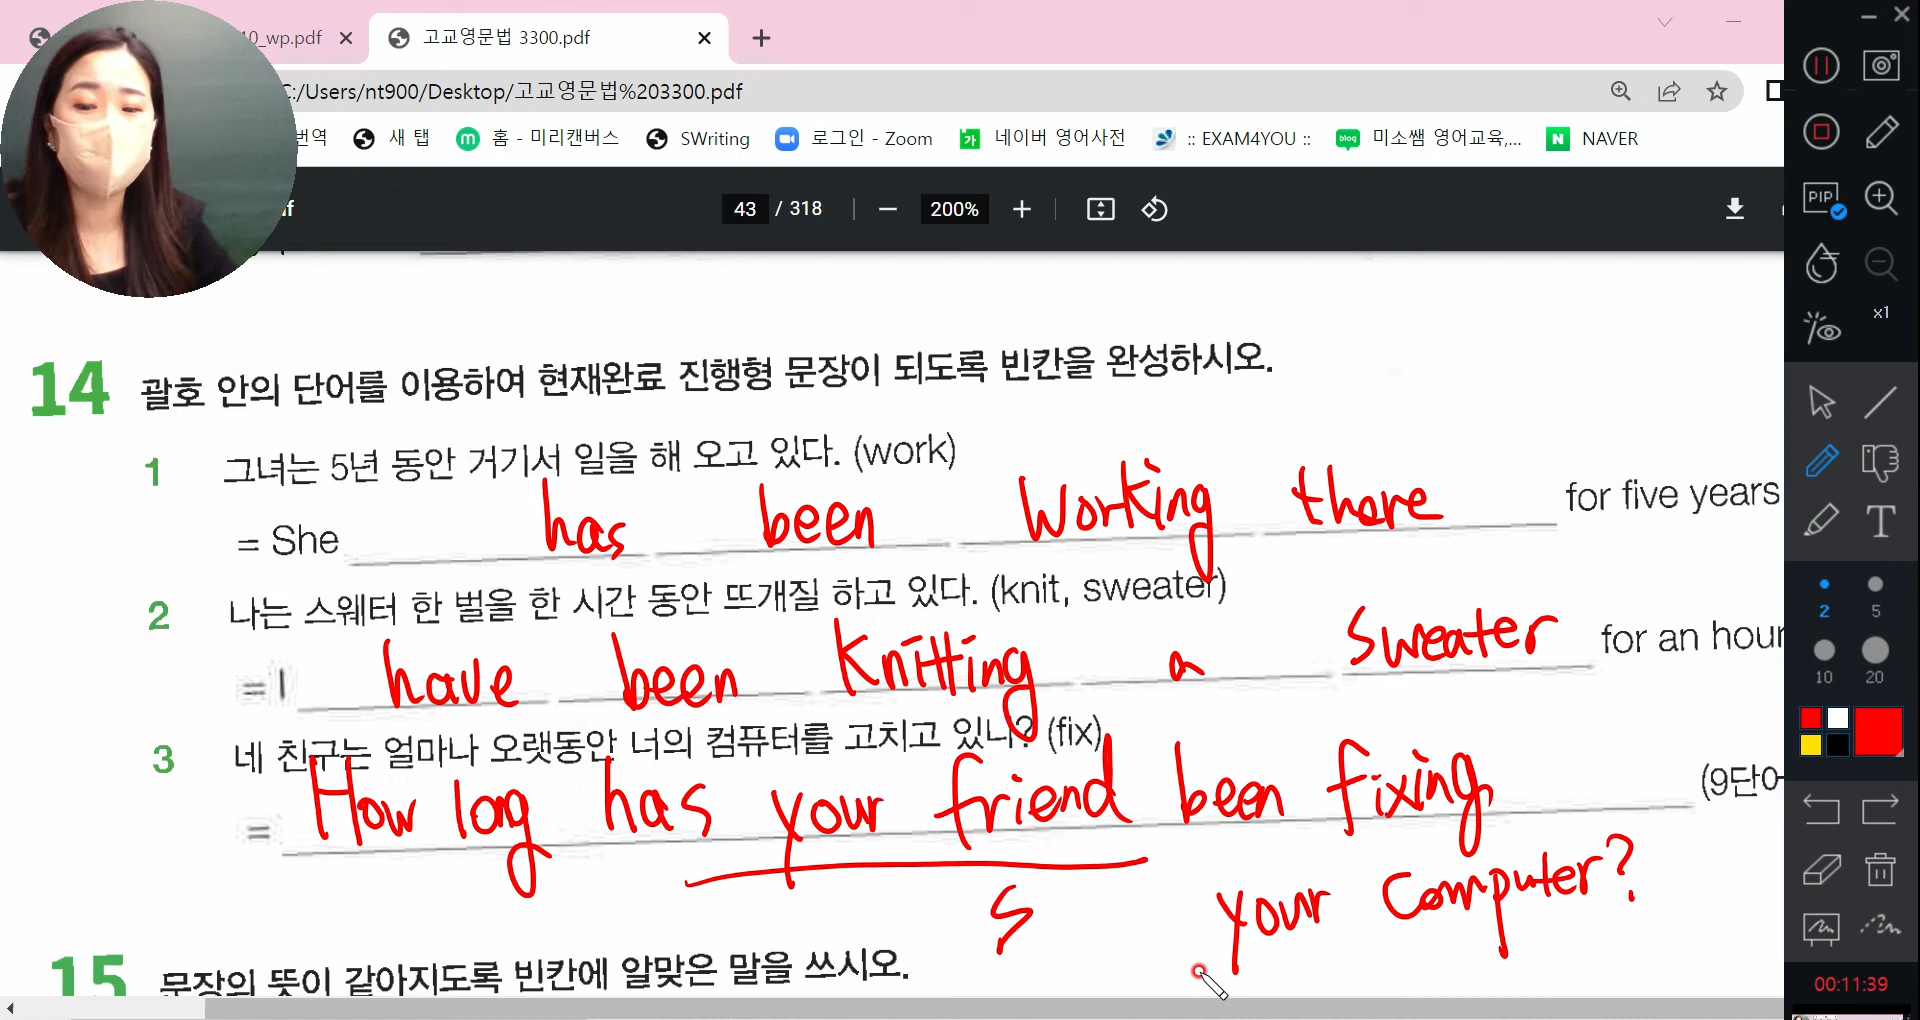 10_wp.pdf
고교영문법 3300.pdf
C:/Users/nt900/Desktop/고교영문법%203300.pdf
번역 새 탭 홈 - 미리캔버스 SWriting 로그인 - Zoom 네이버 영어사전 :: EXAM4YOU :: 미소쌤 영어교육,... NAVER
43 / 318 200%
PIP
x1
14 괄호 안의 단어를 이용하여 현재완료 진행형 문장이 되도록 빈칸을 완성하시오.
1 그녀는 5년 동안 거기서 일을 해 오고 있다. (work)
= She has been working there for five years
2 나는 스웨터 한 벌을 한 시간 동안 뜨개질 하고 있다. (knit, sweater)
= I have been knitting a sweater for an hour
3 네 친구는 얼마나 오랫동안 너의 컴퓨터를 고치고 있니? (fix)
= How long has your friend been fixing (9단어
S your computer?
15 문장의 뜻이 같아지도록 빈칸에 알맞은 말을 쓰시오.
T
2 5
10 20
00:11:39